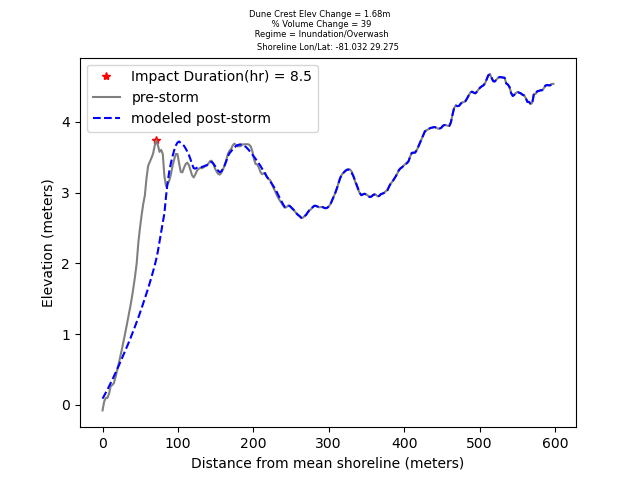 Dune Crest Elev Change = 1.68m
% Volume Change = 39
Regime = Inundation/Overwash
Shoreline Lon/Lat: -81.032 29.275
Impact Duration(hr) = 8.5
pre-storm
modeled post-storm
Elevation (meters)
4
3
2
1
0
0 100 200 300 400 500 600
Distance from mean shoreline (meters)